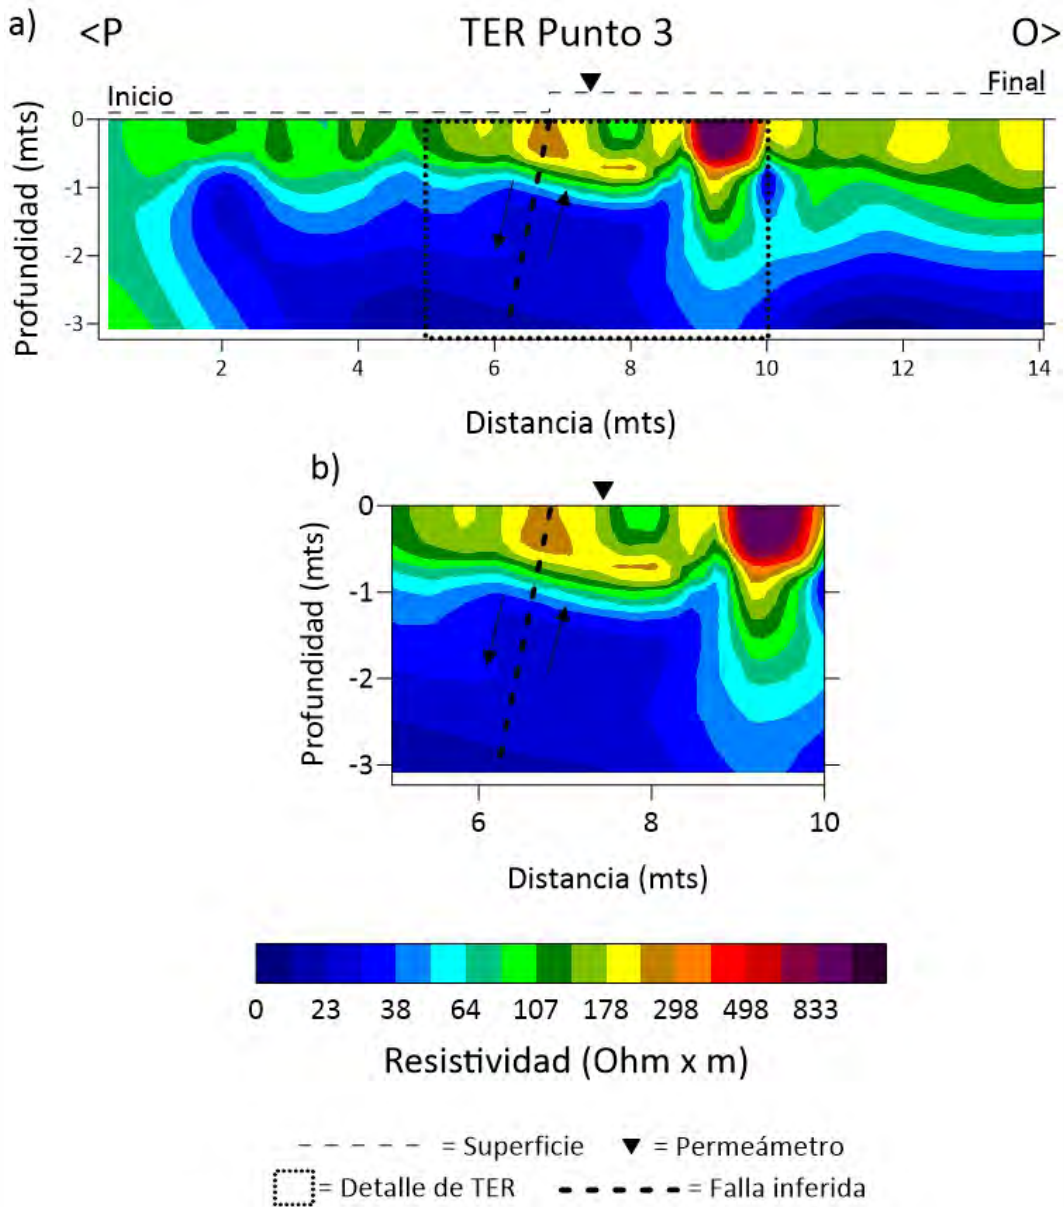 a) <P TER Punto 3 O>
Inicio Final
Profundidad (mts)
0
-1
-2
-3
2 4 6 8 10 12 14
Distancia (mts)
b)
Profundidad (mts)
0
-1
-2
-3
6 8 10
Distancia (mts)
0 23 38 64 107 178 298 498 833
Resistividad (Ohm x m)
= Superficie = Permeámetro
= Detalle de TER = Falla inferida